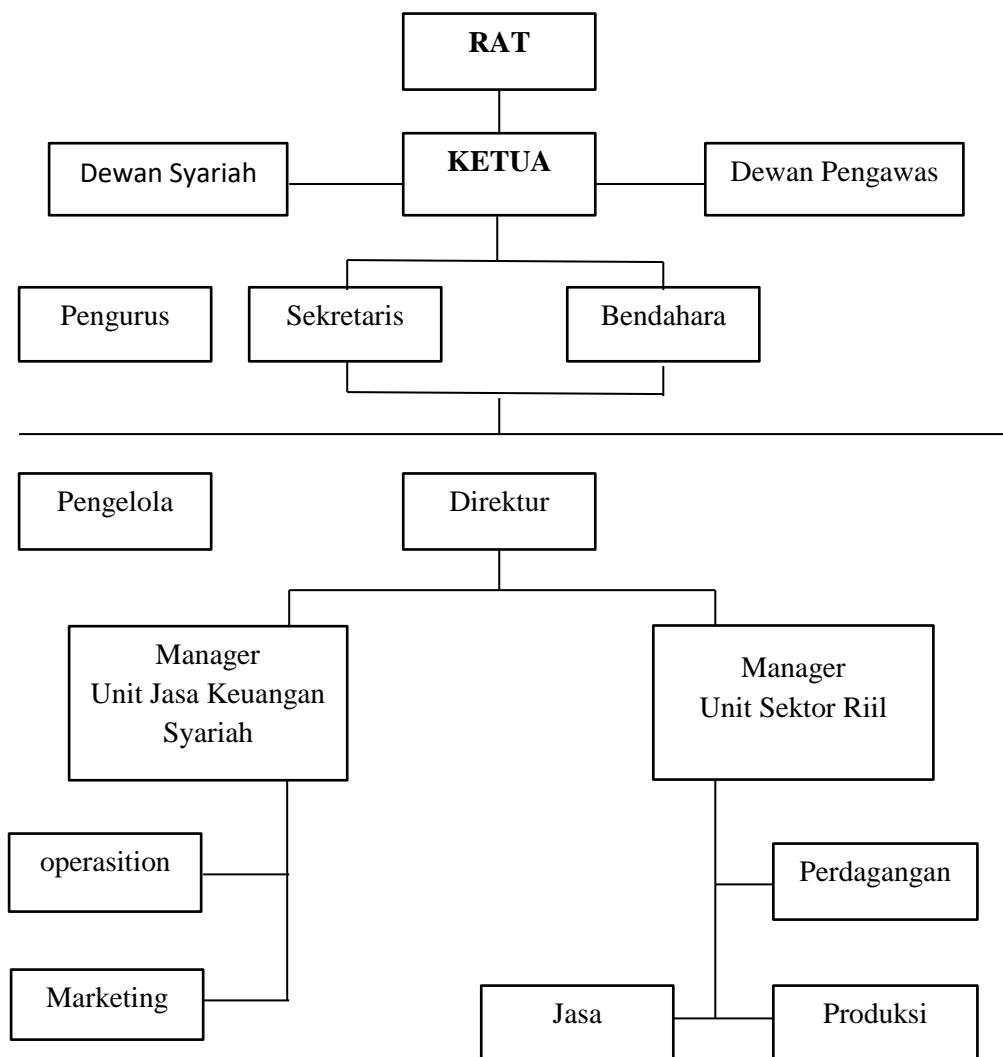 RAT
Dewan Syariah
KETUA
Dewan Pengawas
Pengurus
Sekretaris
Bendahara
Pengelola
Direktur
Manager
Unit Jasa Keuangan
Syariah
Manager
Unit Sektor Riil
operasition
Perdagangan
Marketing
Jasa
Produksi